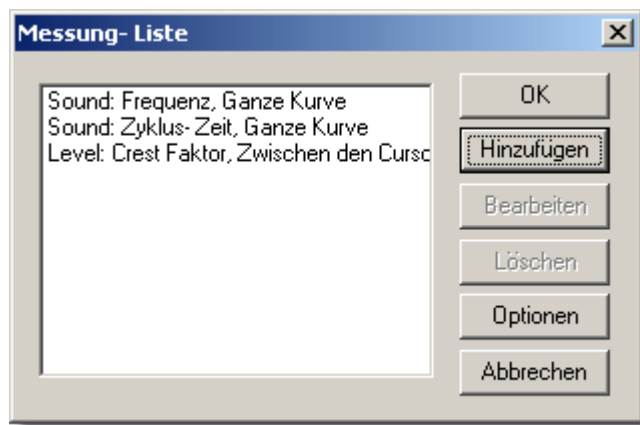 Messung- Liste
Sound: Frequenz, Ganze Kurve
Sound: Zyklus- Zeit, Ganze Kurve
Level: Crest Faktor, Zwischen den Curso
OK
Hinzufügen
Bearbeiten
Löschen
Optionen
Abbrechen